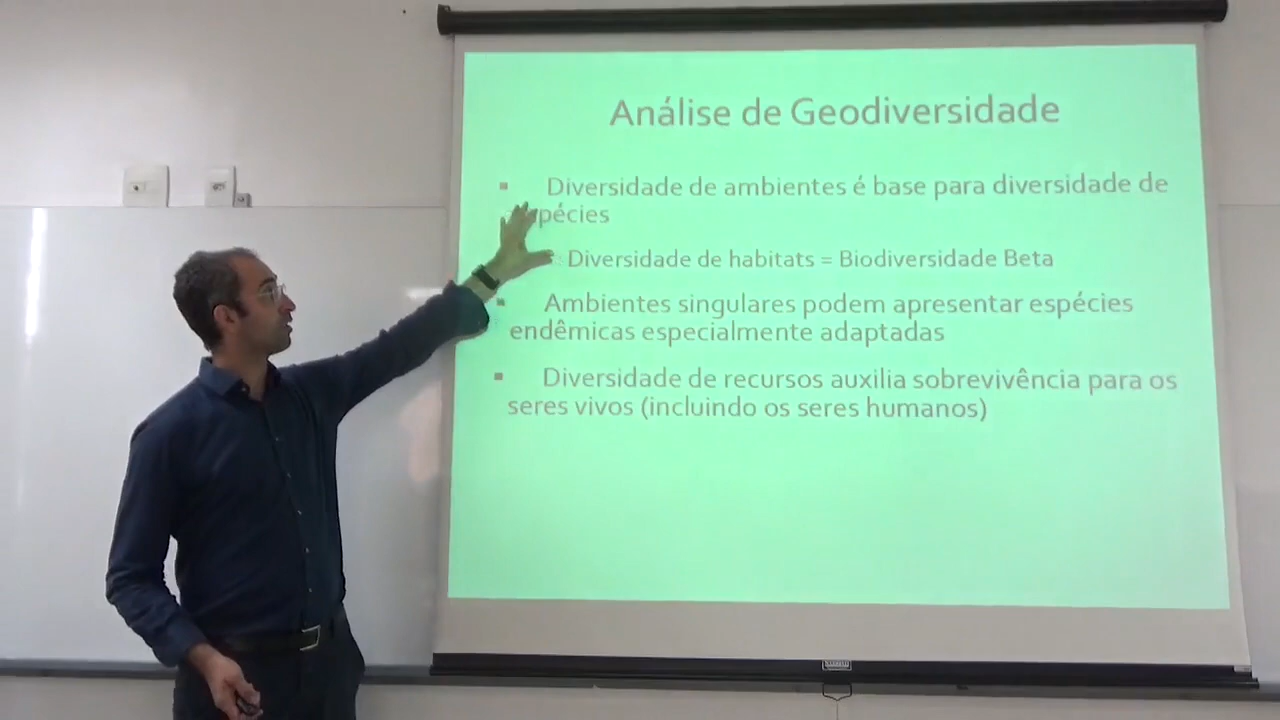 Análise de Geodiversidade
▪ Diversidade de ambientes é base para diversidade de
pécies
Diversidade de habitats = Biodiversidade Beta
▪ Ambientes singulares podem apresentar espécies
endêmicas especialmente adaptadas
▪ Diversidade de recursos auxilia sobrevivência para os
seres vivos (incluindo os seres humanos)